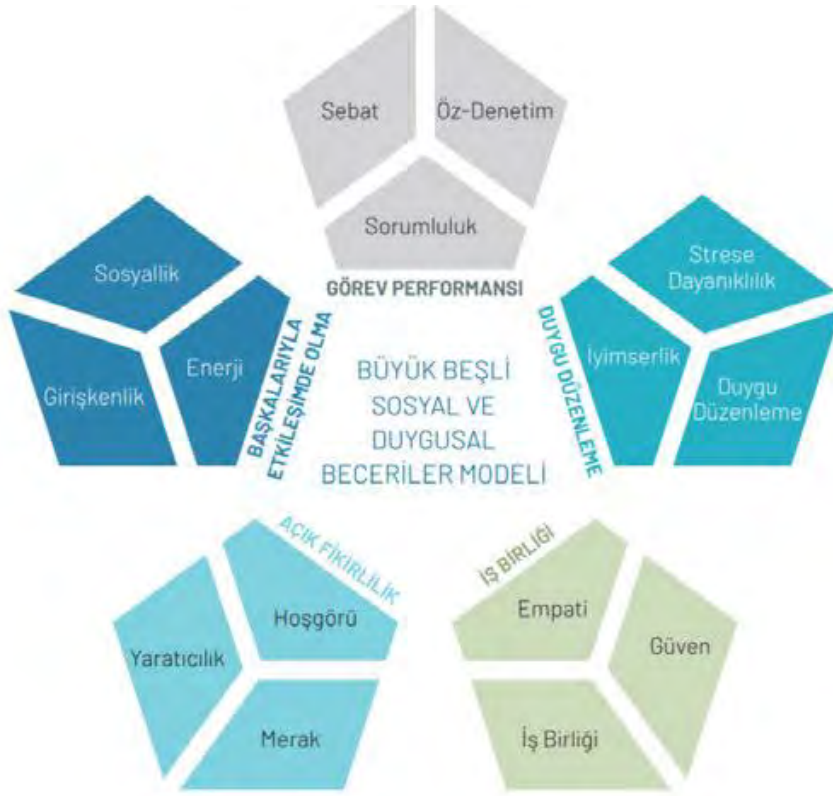 Sebat
Öz-Denetim
Sorumluluk
GÖREV PERFORMANSI
Sosyallik
Enerji
Girişkenlik
BAŞKALARIYLA
ETKİLEŞİMDE OLMA
BÜYÜK BEŞLİ
SOSYAL VE
DUYGUSAL
BECERİLER MODELİ
Strese
Dayanıklılık
İyimserlik
Duygu
Düzenleme
DUYGU DÜZENLEME
AÇIK FİKİRLİLİK
Hoşgörü
Yaratıcılık
Merak
İŞ BİRLİĞİ
Empati
Güven
İş Birliği